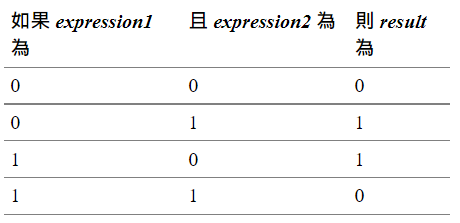 如果 expression1 且 expression2 為 則 result
為 為
0 0 0
0 1 1
1 0 1
1 1 0